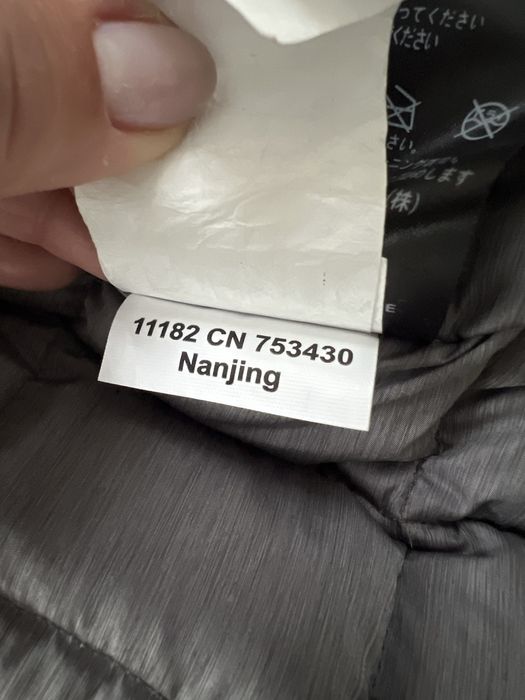 ってください
ください
さい。
します
(株)
E
11182 CN 753430
Nanjing